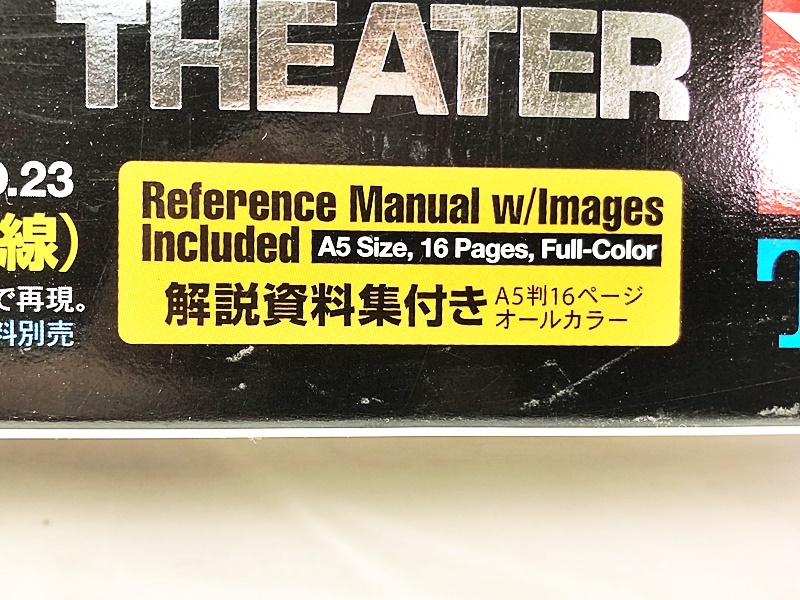 THEATER
.23
線)
で再現。
料別売
Reference Manual w/Images
Included A5 Size, 16 Pages, Full-Color
解説資料集付き A5判16ページ
オールカラー